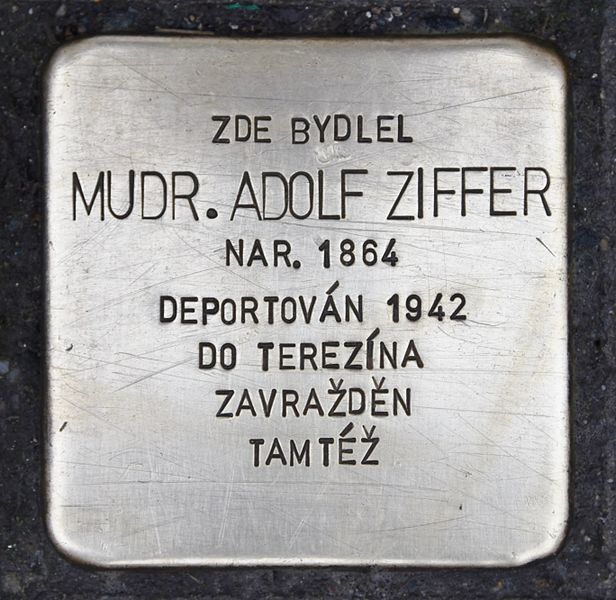 ZDE BYDLEL
MUDR. ADOLF ZIFFER
NAR. 1864
DEPORTOVÁN 1942
DO TEREZÍNA
ZAVRAŽDĚN
TAMTÉŽ